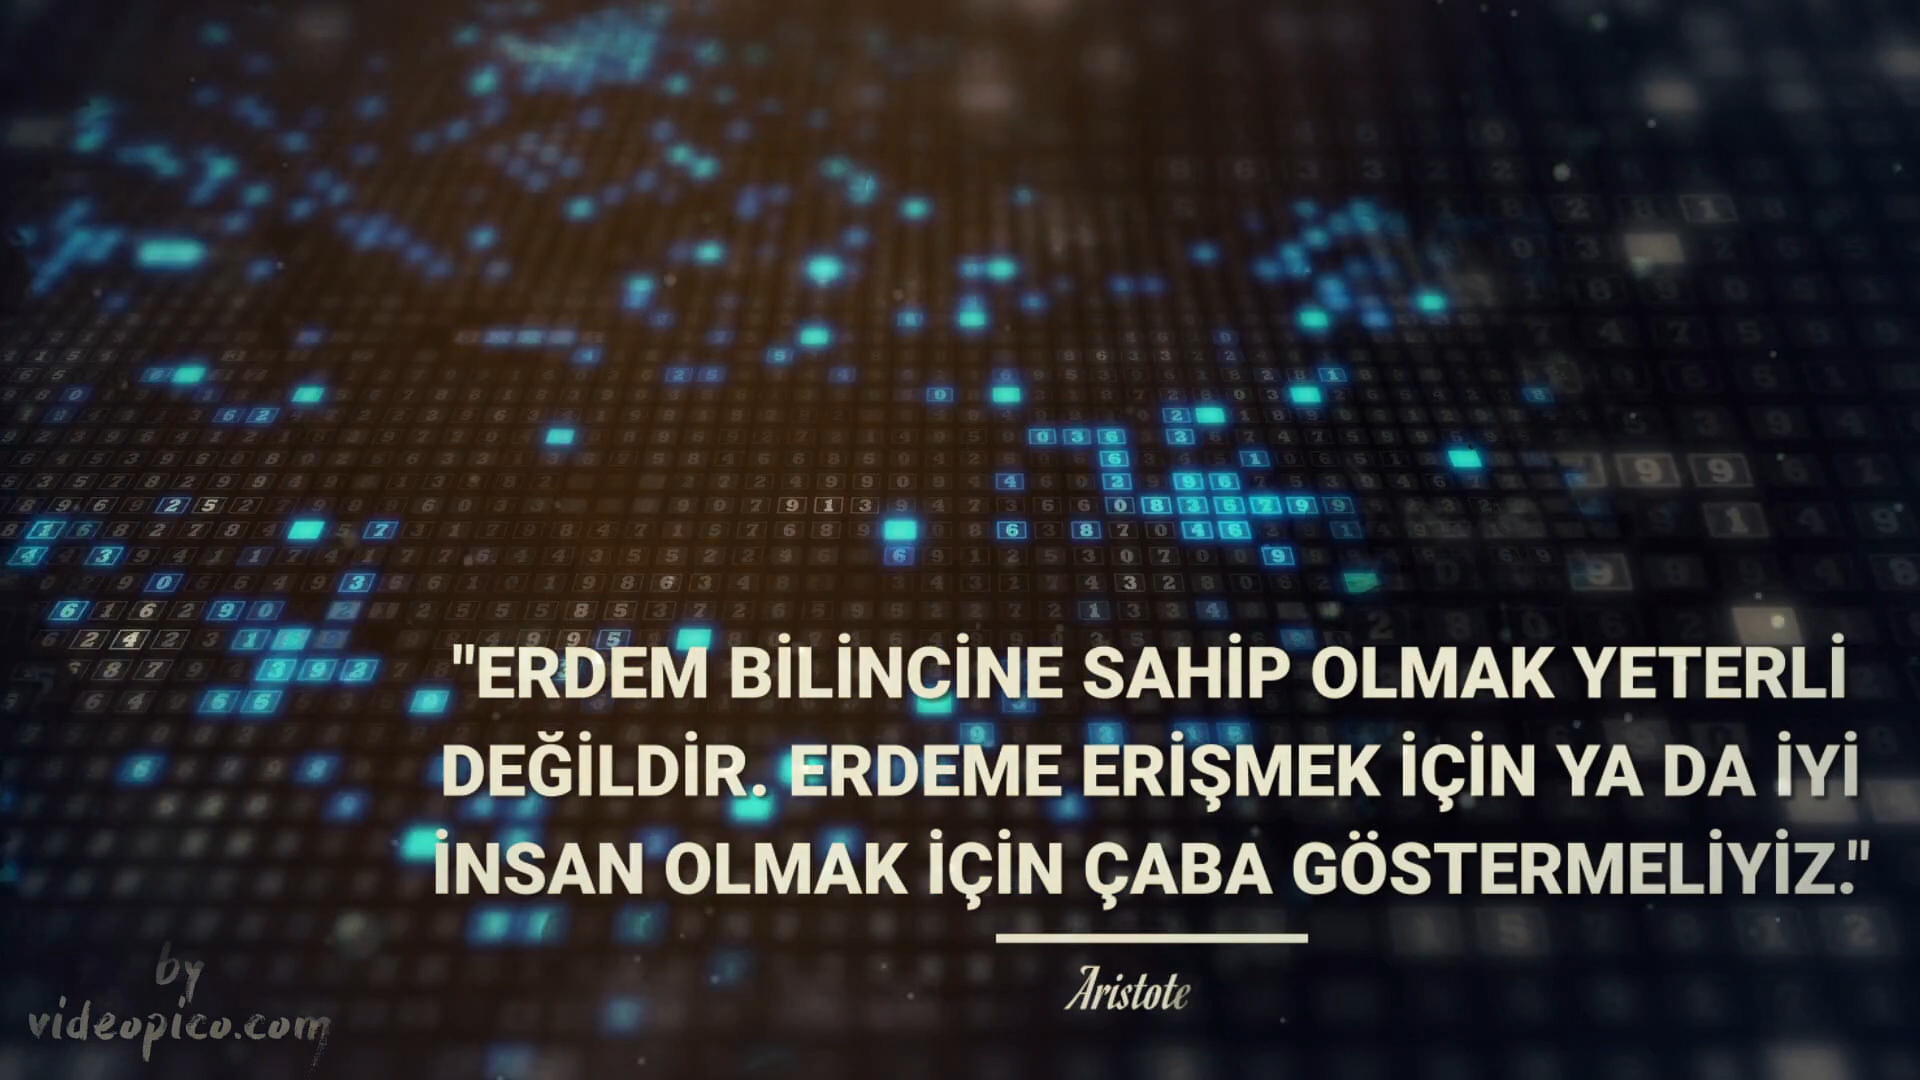 "ERDEM BİLİNCİNE SAHİP OLMAK YETERLİ
DEĞİLDİR. ERDEME ERİŞMEK İÇİN YA DA İYİ
İNSAN OLMAK İÇİN ÇABA GÖSTERMELİYİZ."
Aristote
by
videopico.com